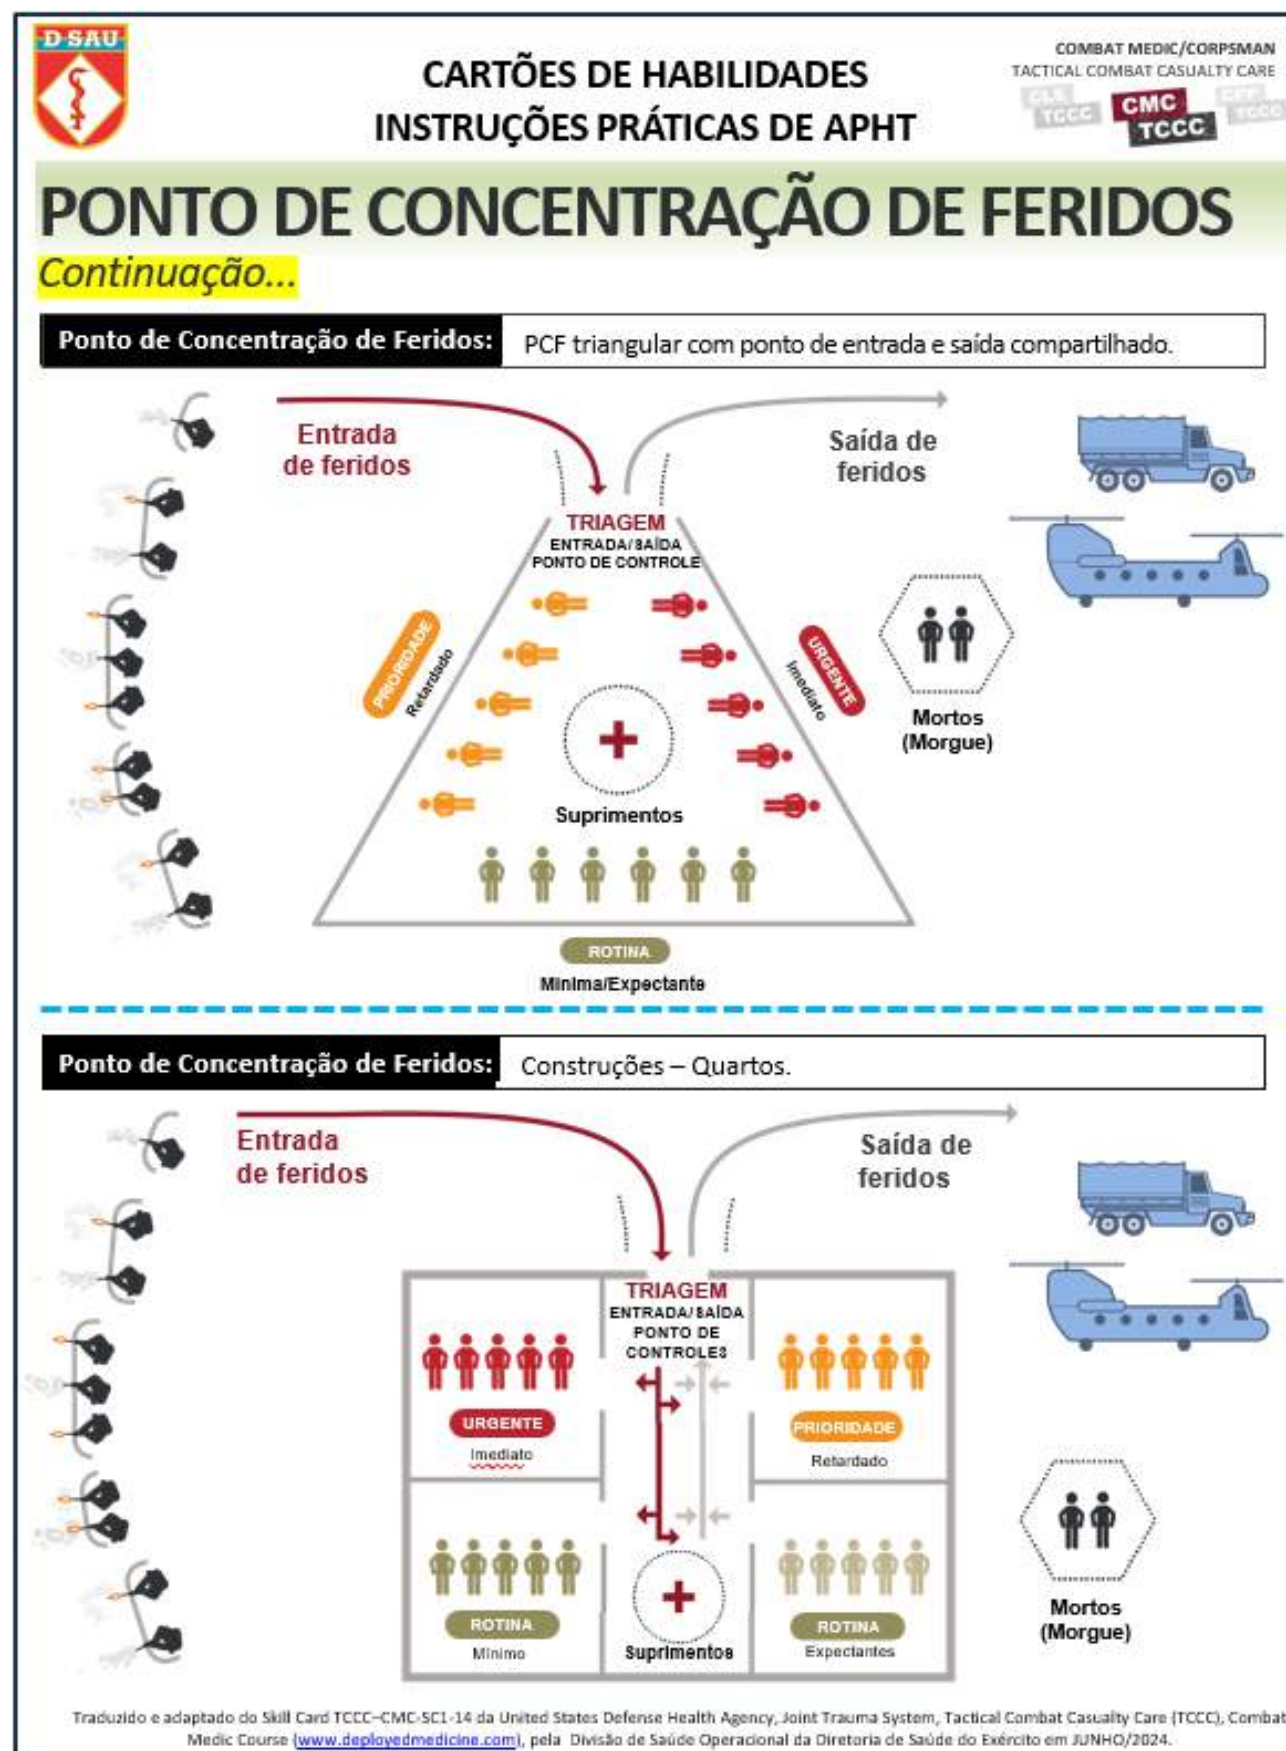 D SAU
CARTÕES DE HABILIDADES
INSTRUÇÕES PRÁTICAS DE APHT
COMBAT MEDIC/CORPSMAN
TACTICAL COMBAT CASUALTY CARE
CLS
TCCC
CMC
TCCC
TCCC
PONTO DE CONCENTRAÇÃO DE FERIDOS
Continuação...
Ponto de Concentração de Feridos: PCF triangular com ponto de entrada e saída compartilhado.
Entrada
de feridos
Saída de
feridos
TRIAGEM
ENTRADA/SAÍDA
PONTO DE CONTROLE
PRIORIDADE
Retardado
URGENTE
Imediato
Mortos
(Morgue)
Suprimentos
ROTINA
Mínima/Expectante
Ponto de Concentração de Feridos: Construções – Quartos.
Entrada
de feridos
Saída de
feridos
TRIAGEM
ENTRADA/SAÍDA
PONTO DE
CONTROLES
URGENTE
Imediato
PRIORIDADE
Retardado
ROTINA
Mínimo
Suprimentos
ROTINA
Expectantes
Mortos
(Morgue)
Traduzido e adaptado do Skill Card TCCC–CMC-SC1-14 da United States Defense Health Agency, Joint Trauma System, Tactical Combat Casualty Care (TCCC), Combat
Medic Course (www.deployedmedicine.com), pela Divisão de Saúde Operacional da Diretoria de Saúde do Exército em JUNHO/2024.